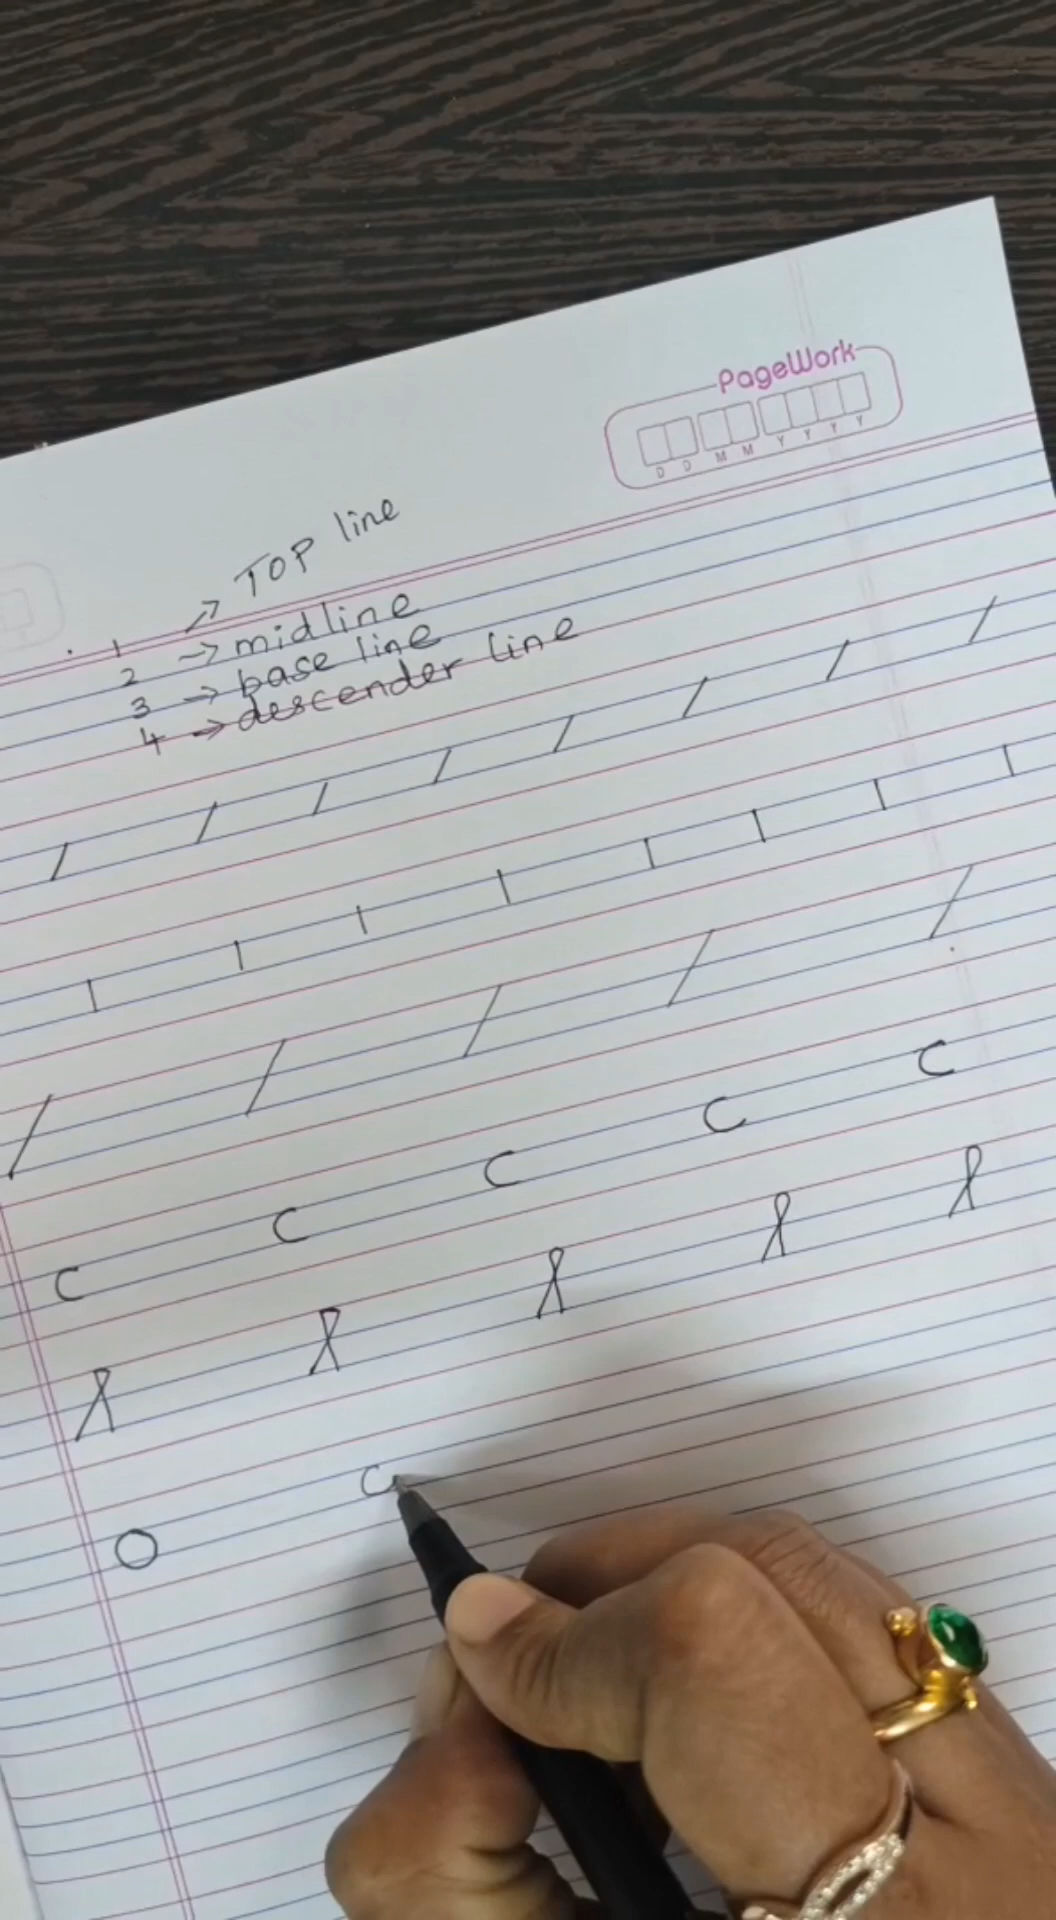 PageWork
D D M M Y Y Y Y
1 → TOP line
2 → midline
3 → base line
4 → descender line
/ / / / / / / /
| | | | | | | |
/ / / / /
C C C C C
O C